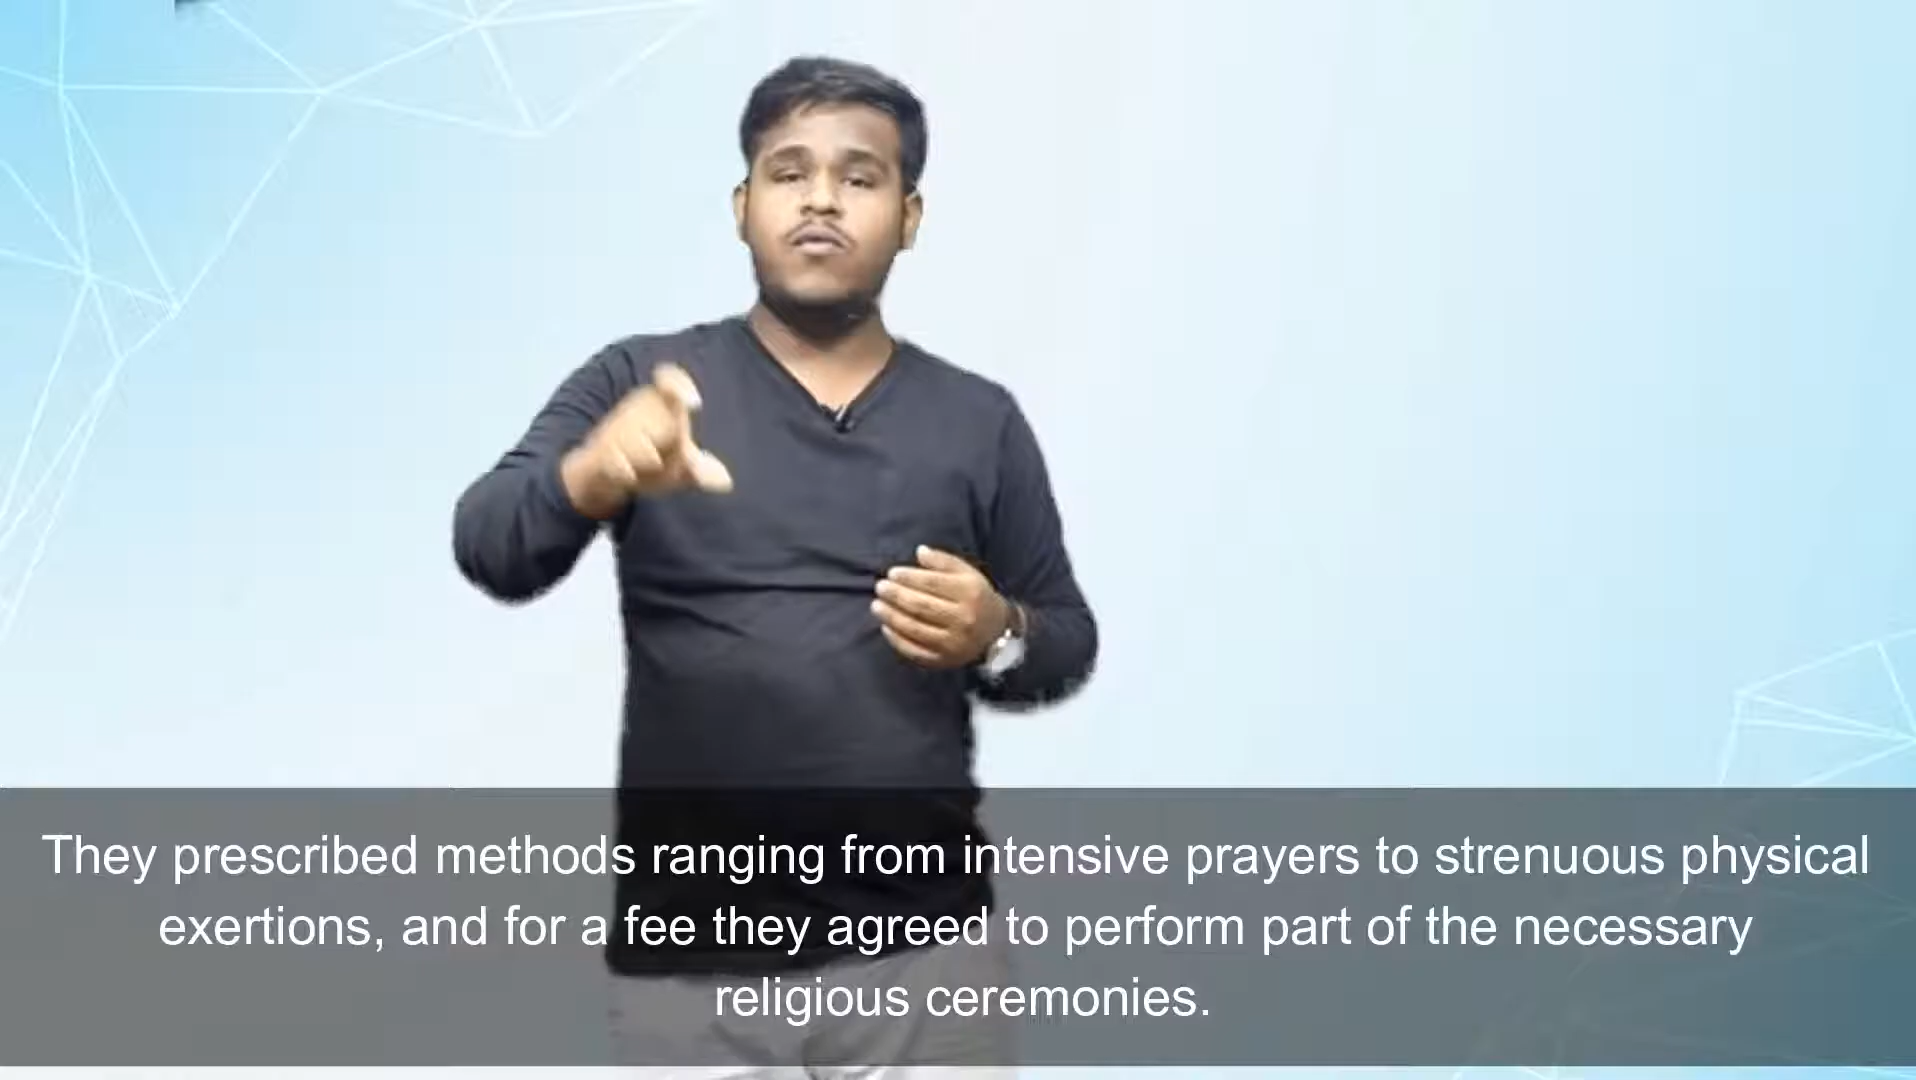 They prescribed methods ranging from intensive prayers to strenuous physical
exertions, and for a fee they agreed to perform part of the necessary
religious ceremonies.